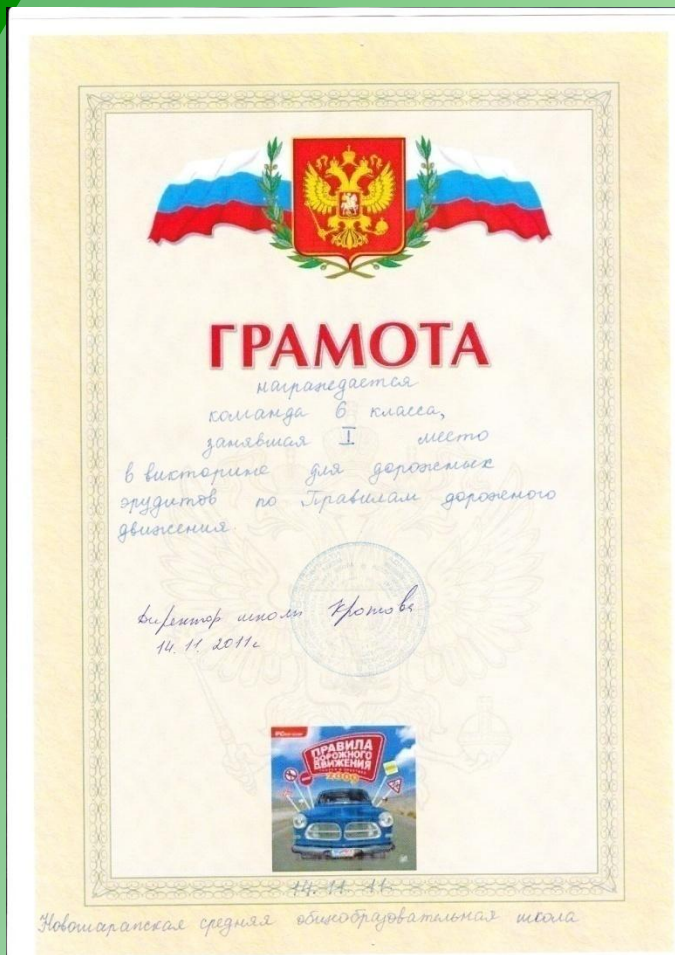 ГРАМОТА
награждается
команда 6 класса,
занявшая I место
в викторине для дорожных
эрудитов по Правилам дорожного
движения
Директор школы Кротова
14.11.2011г
ПРАВИЛА
ДОРОЖНОГО
ДВИЖЕНИЯ
14.11.11.
Новошарапская средняя общеобразовательная школа